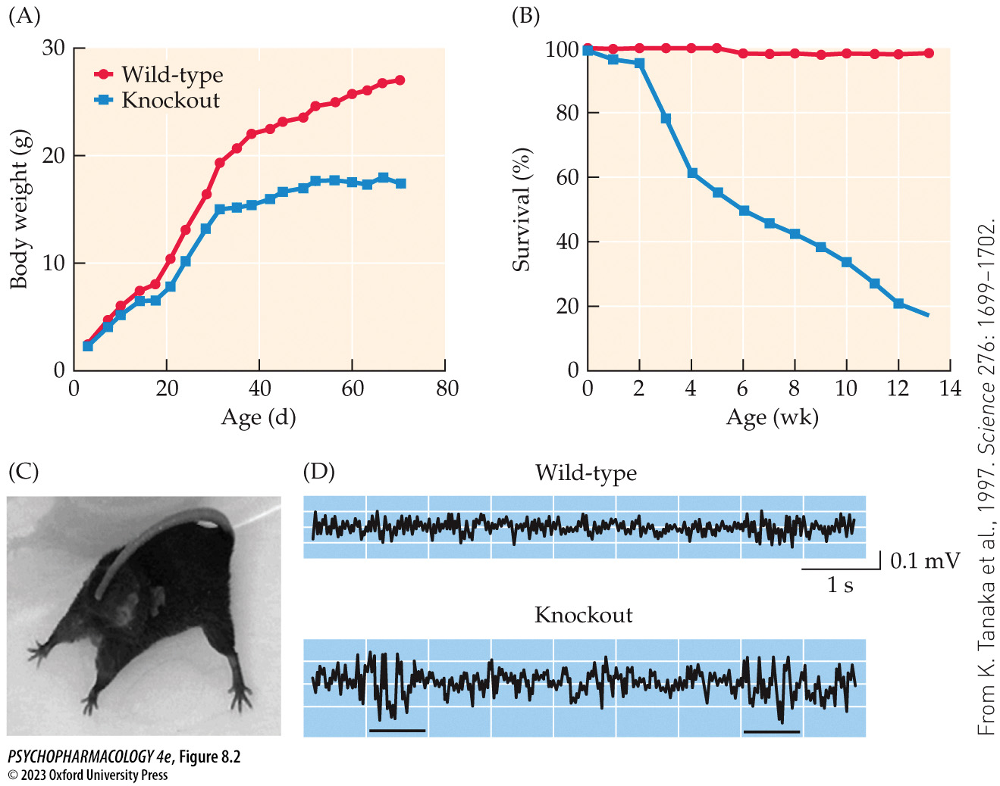 (A)
30
Wild-type
Knockout
20
10
0
Body weight (g)
0 20 40 60 80
Age (d)
(B)
100
80
60
40
20
0
Survival (%)
0 2 4 6 8 10 12 14
Age (wk)
(C)
(D)
Wild-type
0.1 mV
1 s
Knockout
From K. Tanaka et al., 1997. Science 276: 1699–1702.
PSYCHOPHARMACOLOGY 4e, Figure 8.2
© 2023 Oxford University Press